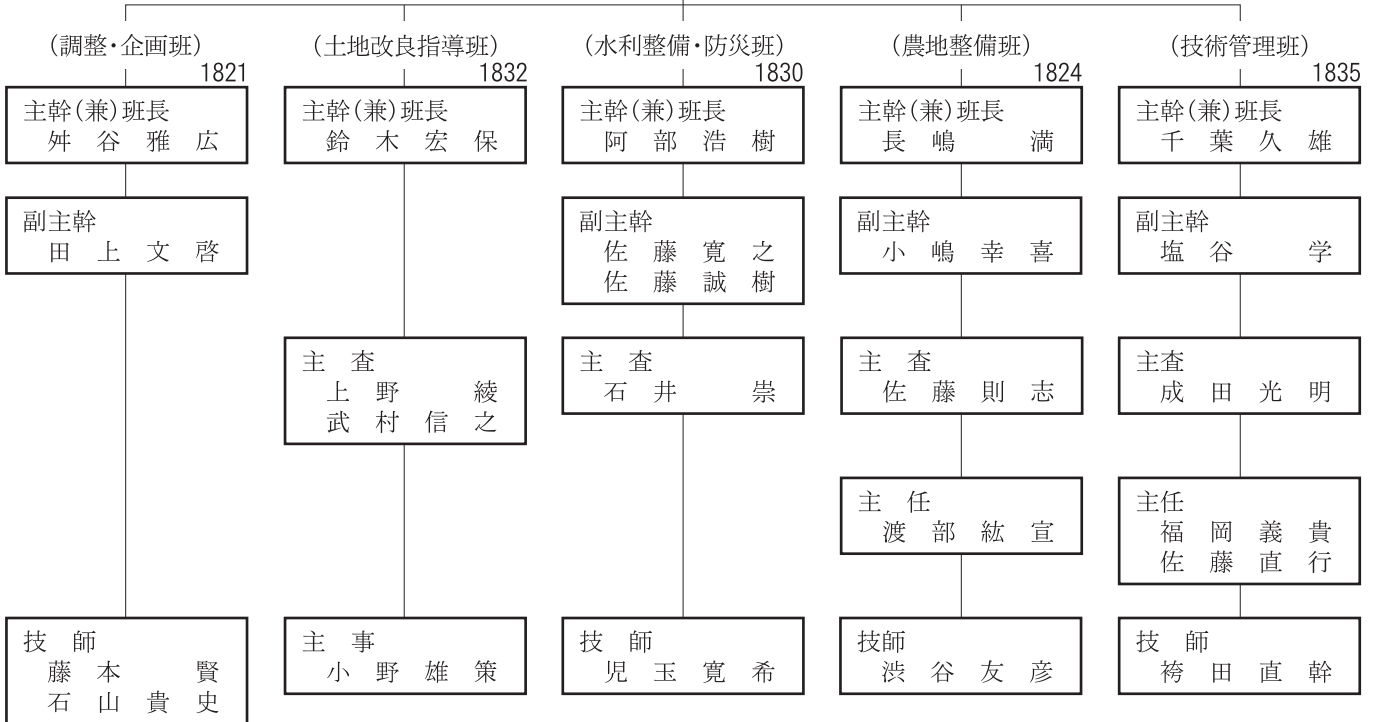 (調整・企画班)
1821
主幹(兼)班長
舛谷雅広
副主幹
田上文啓
技師
藤本賢
石山貴史
(土地改良指導班)
1832
主幹(兼)班長
鈴木宏保
主査
上野綾
武村信之
主事
小野雄策
(水利整備・防災班)
1830
主幹(兼)班長
阿部浩樹
副主幹
佐藤寛之
佐藤誠樹
主査
石井崇
技師
児玉寛希
(農地整備班)
1824
主幹(兼)班長
長嶋満
副主幹
小嶋幸喜
主査
佐藤則志
主任
渡部紘宣
技師
渋谷友彦
(技術管理班)
1835
主幹(兼)班長
千葉久雄
副主幹
塩谷学
主査
成田光明
主任
福岡義貴
佐藤直行
技師
袴田直幹